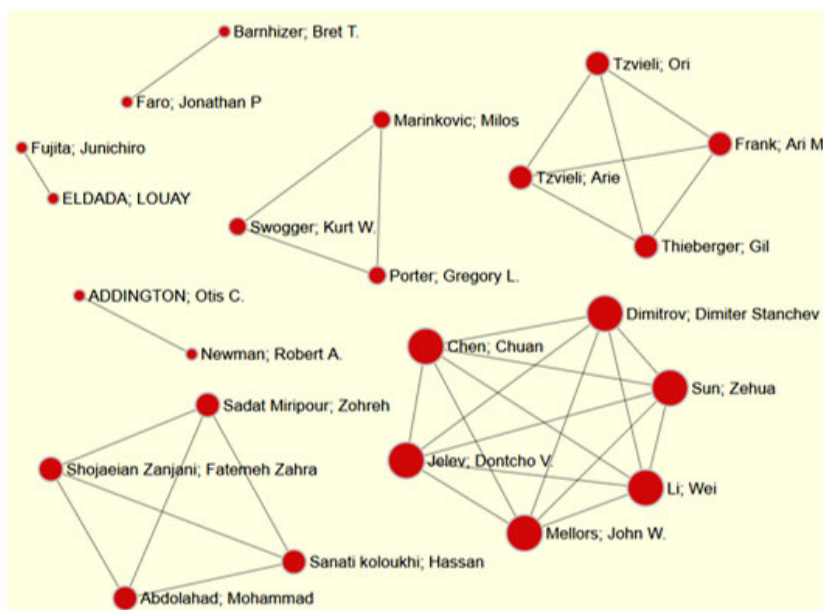 Barnhizer; Bret T.
Faro; Jonathan P
Fujita; Junichiro
ELDADA; LOUAY
Marinkovic; Milos
Swogger; Kurt W.
Porter; Gregory L.
Tzvieli; Ori
Frank; Ari M
Tzvieli; Arie
Thieberger; Gil
ADDINGTON; Otis C.
Newman; Robert A.
Dimitrov; Dimiter Stanchev
Chen; Chuan
Sun; Zehua
Jelev; Dontcho V.
Li; Wei
Mellors; John W.
Sadat Miripour; Zohreh
Shojaeian Zanjani; Fatemeh Zahra
Sanati koloukhi; Hassan
Abdolahad; Mohammad